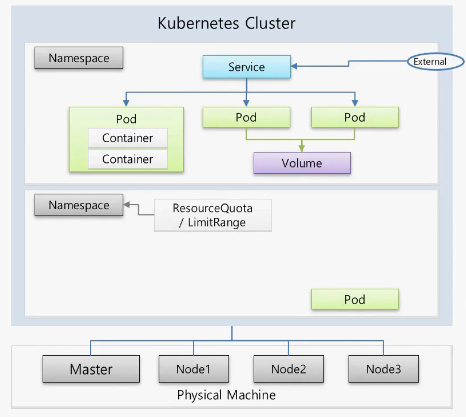 Kubernetes Cluster
Namespace
Service
External
Pod
Container
Container
Pod
Pod
Volume
Namespace
ResourceQuota
/ LimitRange
Pod
Master
Node1
Node2
Node3
Physical Machine